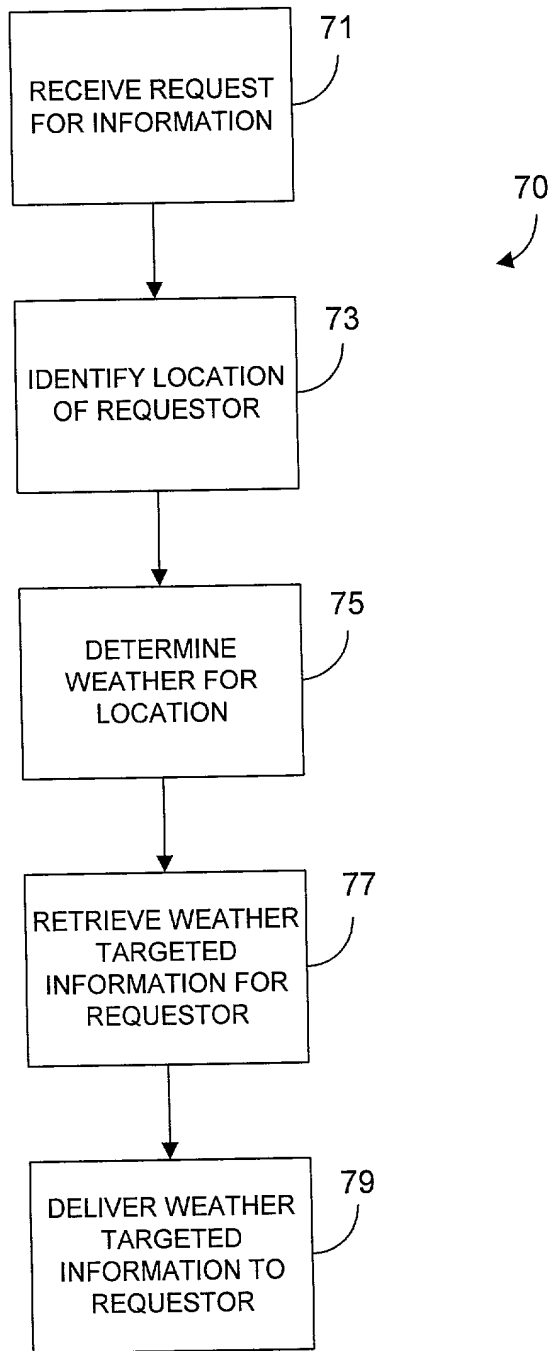 71
RECEIVE REQUEST
FOR INFORMATION
70
73
IDENTIFY LOCATION
OF REQUESTOR
75
DETERMINE
WEATHER FOR
LOCATION
77
RETRIEVE WEATHER
TARGETED
INFORMATION FOR
REQUESTOR
79
DELIVER WEATHER
TARGETED
INFORMATION TO
REQUESTOR